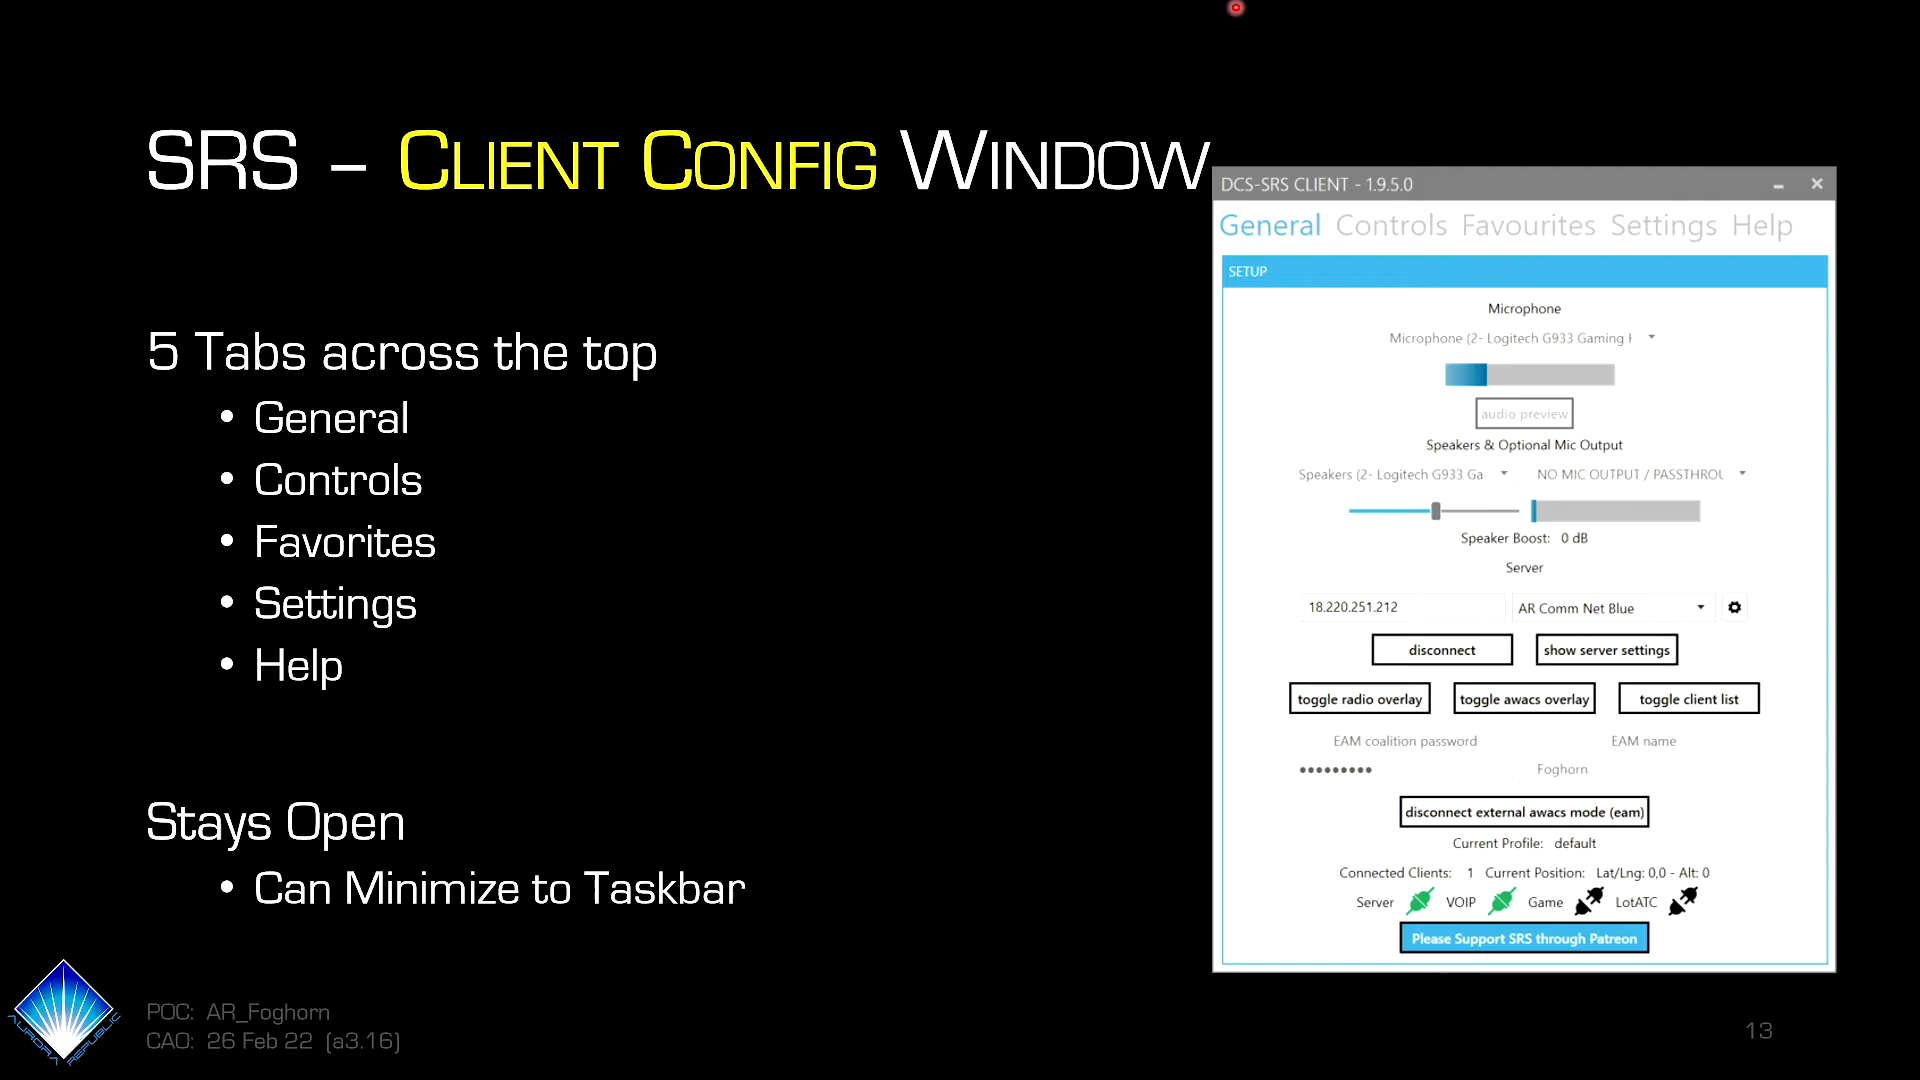 SRS – CLIENT CONFIG WINDOW
5 Tabs across the top
• General
• Controls
• Favorites
• Settings
• Help
Stays Open
• Can Minimize to Taskbar
DCS-SRS CLIENT - 1.9.5.0
General Controls Favourites Settings Help
SETUP
Microphone
Microphone (2- Logitech G933 Gaming H
audio preview
Speakers & Optional Mic Output
Speakers (2- Logitech G933 Ga NO MIC OUTPUT / PASSTHROU
Speaker Boost: 0 dB
Server
18.220.251.212 AR Comm Net Blue
disconnect show server settings
toggle radio overlay toggle awacs overlay toggle client list
EAM coalition password EAM name
••••••••• Foghorn
disconnect external awacs mode (eam)
Current Profile: default
Connected Clients: 1 Current Position: Lat/Lng: 0,0 - Alt: 0
Server VOIP Game LotATC
Please Support SRS through Patreon
AURORA REPUBLIC
POC: AR_Foghorn
CAO: 26 Feb 22 (a3.16)
13